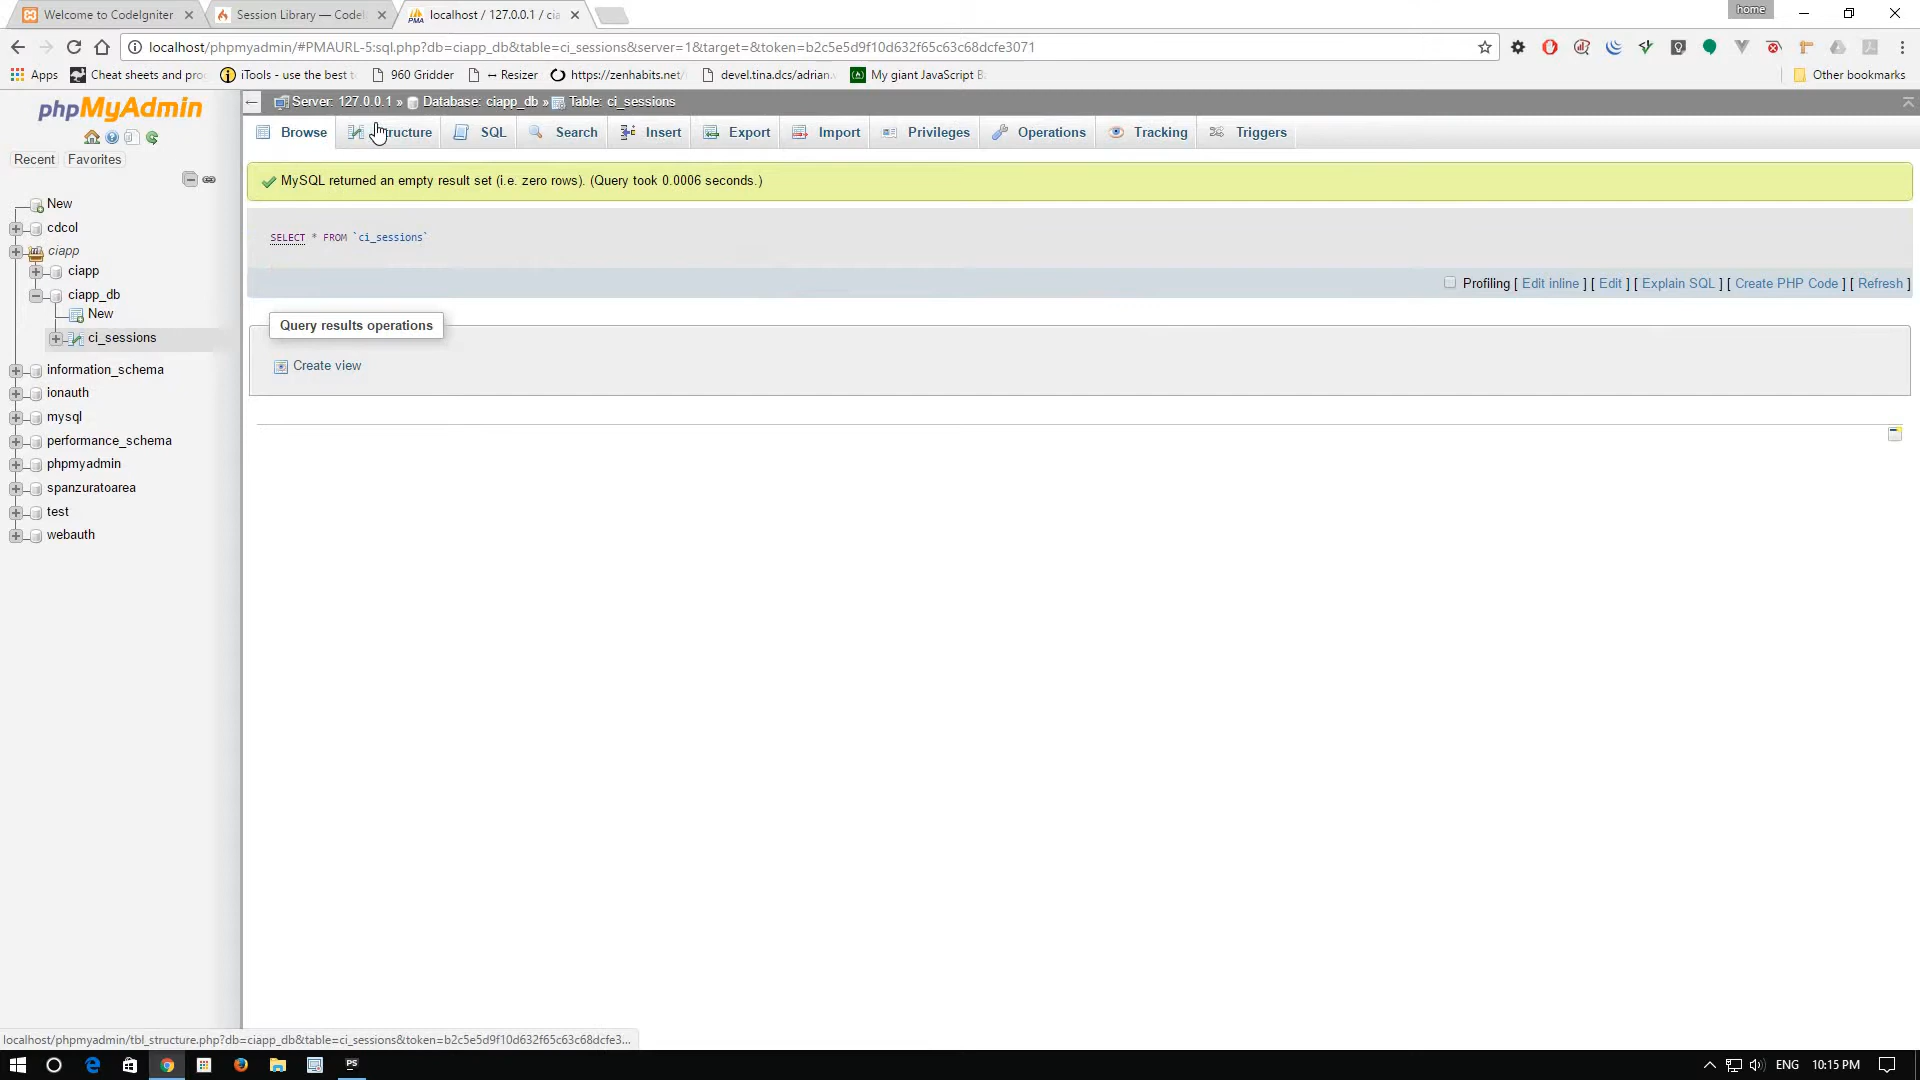 Welcome to CodeIgniter
Session Library — Codel
localhost / 127.0.0.1 / cia
home
localhost/phpmyadmin/#PMAURL-5:sql.php?db=ciapp_db&table=ci_sessions&server=1&target=&token=b2c5e5d9f10d632f65c63c68dcfe3071
Apps
Cheat sheets and pro
iTools - use the best t
960 Gridder
↔ Resizer
https://zenhabits.net/
devel.tina.dcs/adrian.
My giant JavaScript B
Other bookmarks
phpMyAdmin
Server: 127.0.0.1 » Database: ciapp_db » Table: ci_sessions
Browse
ructure
SQL
Search
Insert
Export
Import
Privileges
Operations
Tracking
Triggers
Recent
Favorites
New
cdcol
ciapp
ciapp
ciapp_db
New
ci_sessions
information_schema
ionauth
mysql
performance_schema
phpmyadmin
spanzuratoarea
test
webauth
MySQL returned an empty result set (i.e. zero rows). (Query took 0.0006 seconds.)
SELECT * FROM `ci_sessions`
Profiling [ Edit inline ] [ Edit ] [ Explain SQL ] [ Create PHP Code ] [ Refresh ]
Query results operations
Create view
localhost/phpmyadmin/tbl_structure.php?db=ciapp_db&table=ci_sessions&token=b2c5e5d9f10d632f65c63c68dcfe3...
PS
ENG
10:15 PM